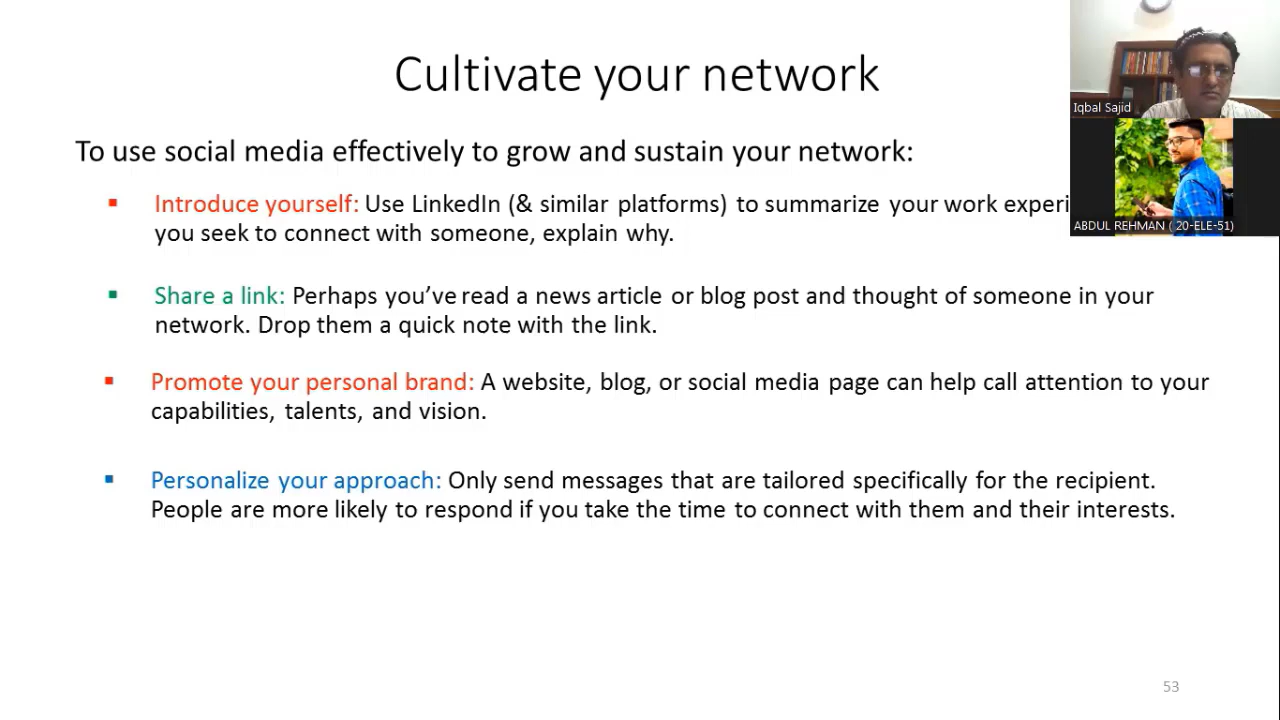 Cultivate your network
To use social media effectively to grow and sustain your network:
Introduce yourself: Use LinkedIn (& similar platforms) to summarize your work experi
you seek to connect with someone, explain why.
Share a link: Perhaps you’ve read a news article or blog post and thought of someone in your
network. Drop them a quick note with the link.
Promote your personal brand: A website, blog, or social media page can help call attention to your
capabilities, talents, and vision.
Personalize your approach: Only send messages that are tailored specifically for the recipient.
People are more likely to respond if you take the time to connect with them and their interests.
53
Iqbal Sajid
ABDUL REHMAN ( 20-ELE-51)